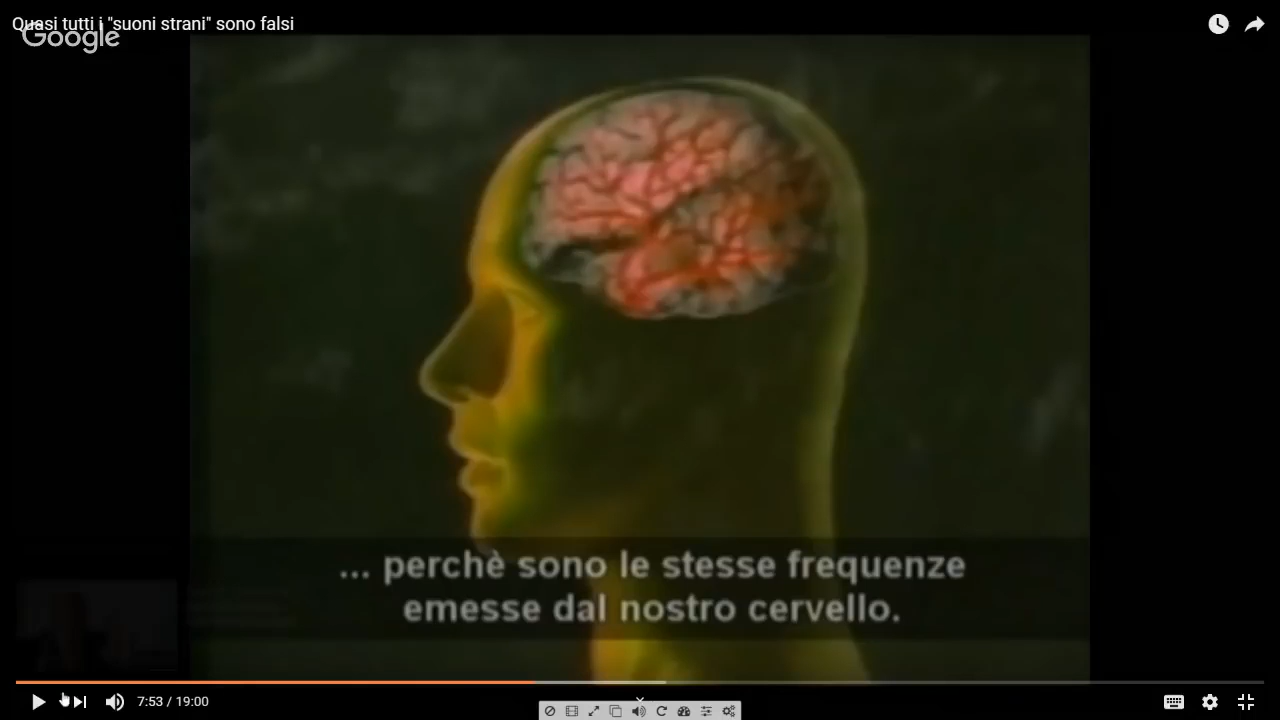 Quasi tutti i "suoni strani" sono falsi
Google
... perchè sono le stesse frequenze
emesse dal nostro cervello.
7:53 / 19:00